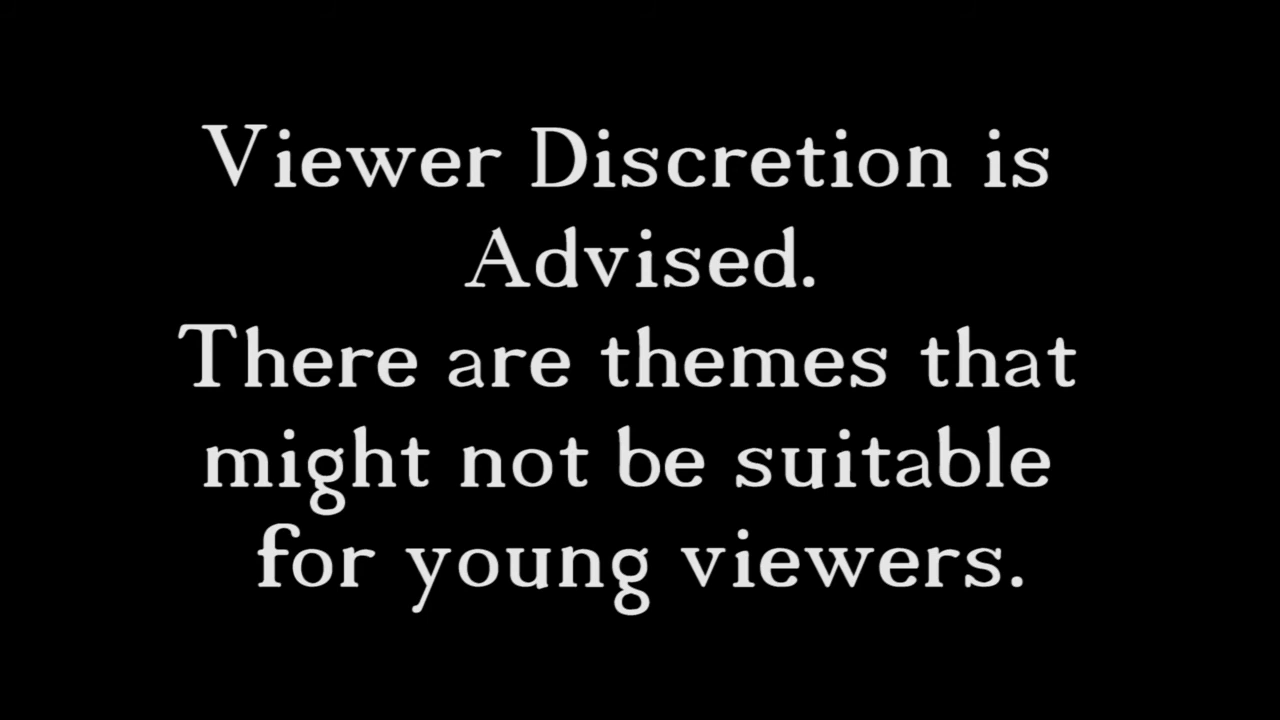 Viewer Discretion is
Advised.
There are themes that
might not be suitable
for young viewers.